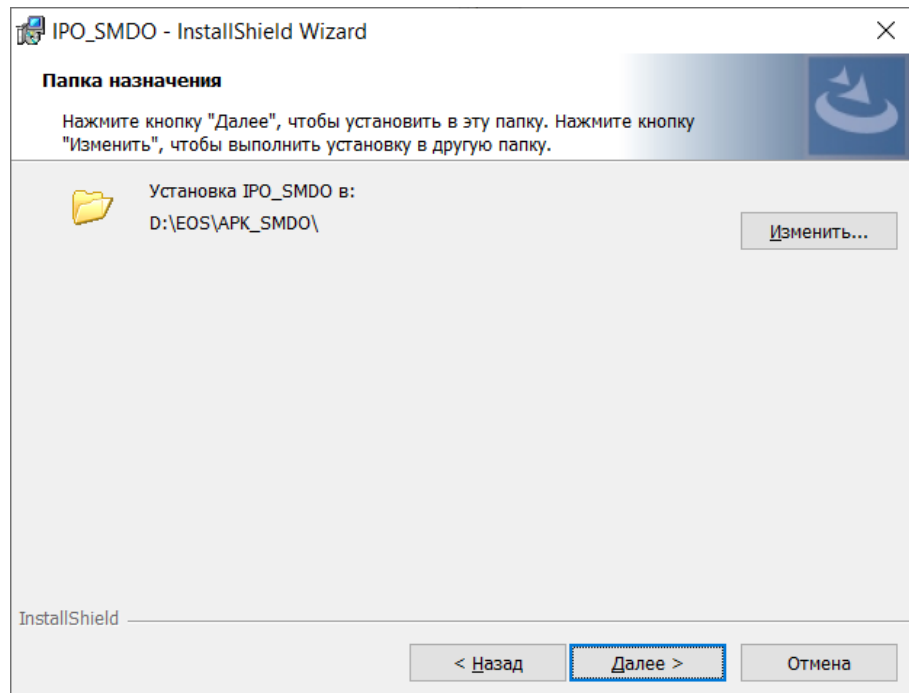 IPO_SMDO - InstallShield Wizard
Папка назначения
Нажмите кнопку "Далее", чтобы установить в эту папку. Нажмите кнопку
"Изменить", чтобы выполнить установку в другую папку.
Установка IPO_SMDO в:
D:\EOS\APK_SMDO\
Изменить...
InstallShield
< Назад
Далее >
Отмена